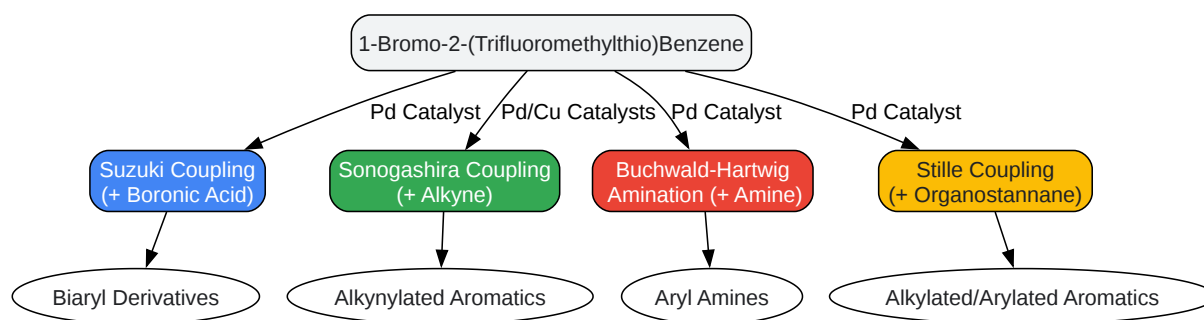 1-Bromo-2-(Trifluoromethylthio)Benzene
Pd Catalyst
Pd/Cu Catalysts
Pd Catalyst
Pd Catalyst
Suzuki Coupling
(+ Boronic Acid)
Sonogashira Coupling
(+ Alkyne)
Buchwald-Hartwig
Amination (+ Amine)
Stille Coupling
(+ Organostannane)
Biaryl Derivatives
Alkynylated Aromatics
Aryl Amines
Alkylated/Arylated Aromatics